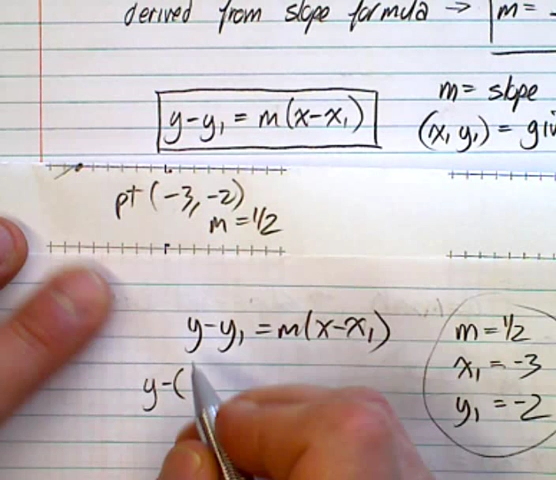 derived from slope formula → m =
y-y₁ = m(x-x₁)
m = slope
(x₁ y₁) =
pt (-3, -2)
m = 1/2
y-y₁ = m(x-x₁)
y-(
m = 1/2
x₁ = -3
y₁ = -2